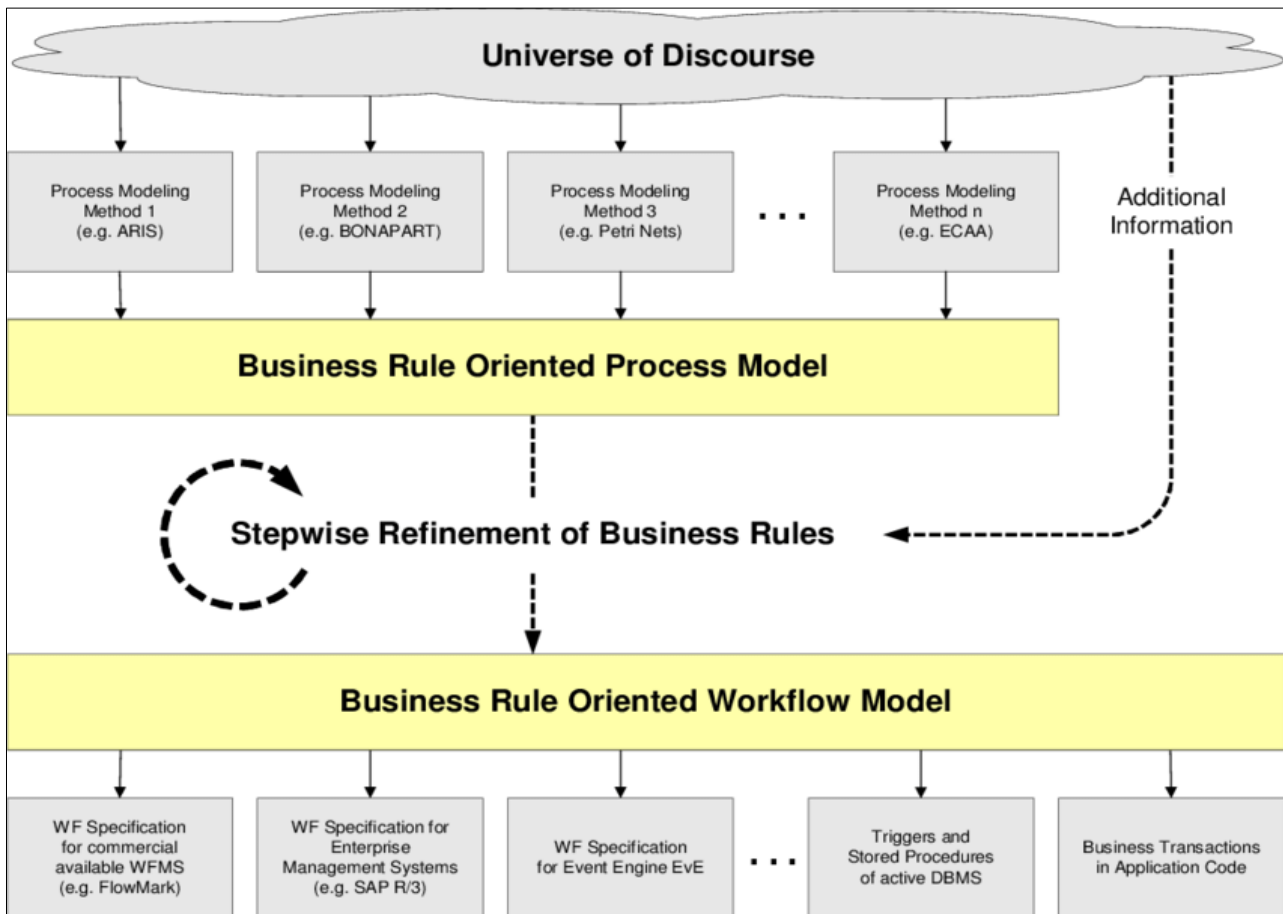 Universe of Discourse
Process Modeling
Method 1
(e.g. ARIS)
Process Modeling
Method 2
(e.g. BONAPART)
Process Modeling
Method 3
(e.g. Petri Nets)
. . .
Process Modeling
Method n
(e.g. ECAA)
Additional
Information
Business Rule Oriented Process Model
Stepwise Refinement of Business Rules
Business Rule Oriented Workflow Model
WF Specification
for commercial
available WFMS
(e.g. FlowMark)
WF Specification for
Enterprise
Management Systems
(e.g. SAP R/3)
WF Specification
for Event Engine EvE
. . .
Triggers and
Stored Procedures
of active DBMS
Business Transactions
in Application Code